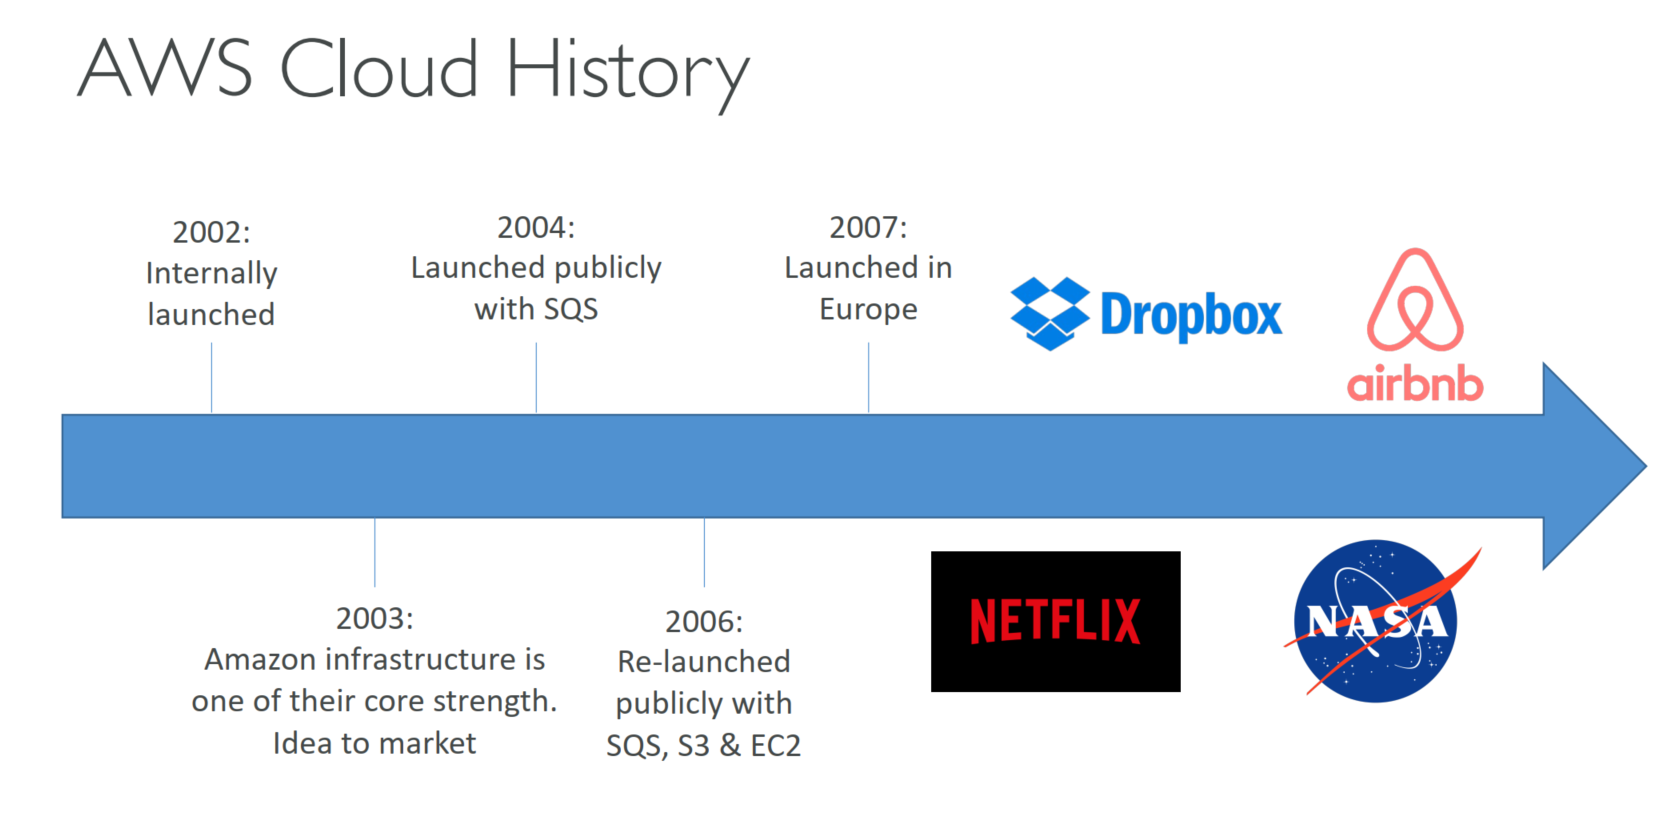 AWS Cloud History
2002:
Internally
launched
2004:
Launched publicly
with SQS
2007:
Launched in
Europe
Dropbox
airbnb
2003:
Amazon infrastructure is
one of their core strength.
Idea to market
2006:
Re-launched
publicly with
SQS, S3 & EC2
NETFLIX
NASA